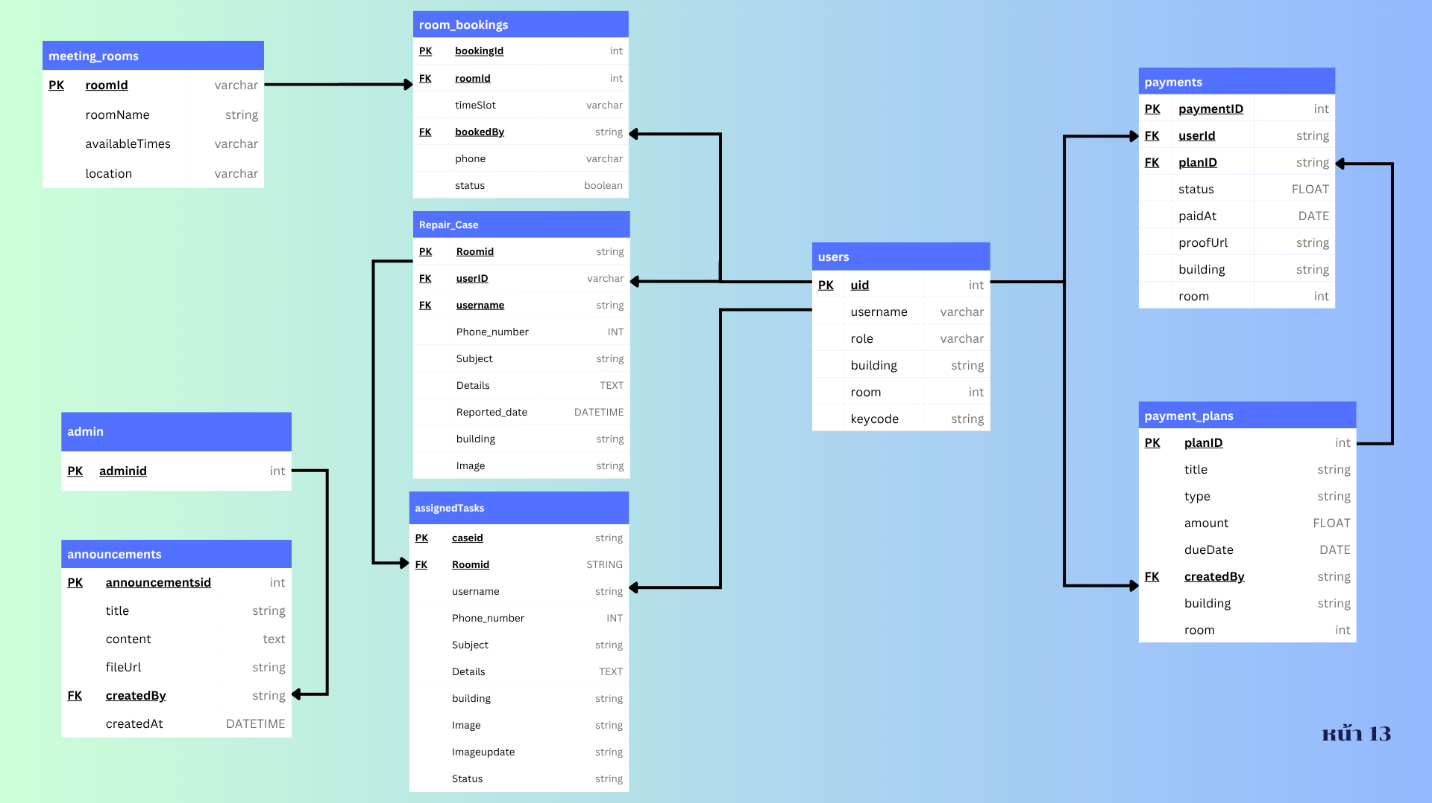 meeting_rooms
PK roomId varchar
roomName string
availableTimes varchar
location varchar
room_bookings
PK bookingId int
FK roomId int
timeSlot varchar
FK bookedBy string
phone varchar
status boolean
Repair_Case
PK Roomid string
FK userID varchar
FK username string
Phone_number INT
Subject string
Details TEXT
Reported_date DATETIME
building string
Image string
admin
PK adminid int
announcements
PK announcementsid int
title string
content text
fileUrl string
FK createdBy string
createdAt DATETIME
assignedTasks
PK caseid string
FK Roomid STRING
username string
Phone_number INT
Subject string
Details TEXT
building string
Image string
Imageupdate string
Status string
users
PK uid int
username varchar
role varchar
building string
room int
keycode string
payments
PK paymentID int
FK userId string
FK planID string
status FLOAT
paidAt DATE
proofUrl string
building string
room int
payment_plans
PK planID int
title string
type string
amount FLOAT
dueDate DATE
FK createdBy string
building string
room int
หน้า 13